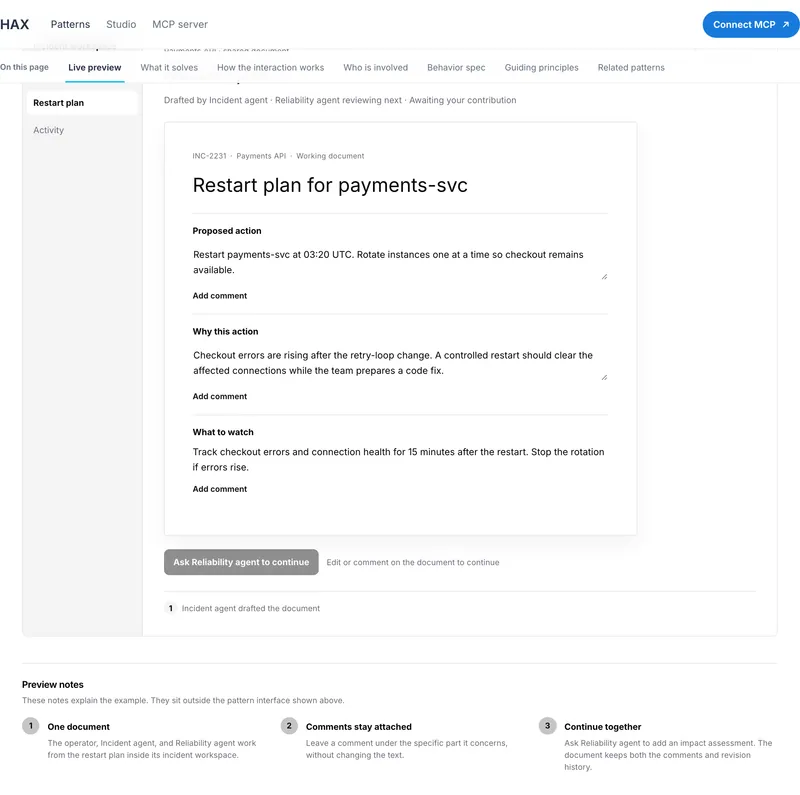 HAX
Patterns
Studio
MCP server
Connect MCP ↗
On this page
Live preview
What it solves
How the interaction works
Who is involved
Behavior spec
Guiding principles
Related patterns
Restart plan
Activity
Drafted by Incident agent · Reliability agent reviewing next · Awaiting your contribution
INC-2231 · Payments API · Working document
Restart plan for payments-svc
Proposed action
Restart payments-svc at 03:20 UTC. Rotate instances one at a time so checkout remains
available.
Add comment
Why this action
Checkout errors are rising after the retry-loop change. A controlled restart should clear the
affected connections while the team prepares a code fix.
Add comment
What to watch
Track checkout errors and connection health for 15 minutes after the restart. Stop the rotation
if errors rise.
Add comment
Ask Reliability agent to continue
Edit or comment on the document to continue
1 Incident agent drafted the document
Preview notes
These notes explain the example. They sit outside the pattern interface shown above.
1 One document
The operator, Incident agent, and Reliability agent work
from the restart plan inside its incident workspace.
2 Comments stay attached
Leave a comment under the specific part it concerns,
without changing the text.
3 Continue together
Ask Reliability agent to add an impact assessment. The
document keeps both the comments and revision
history.